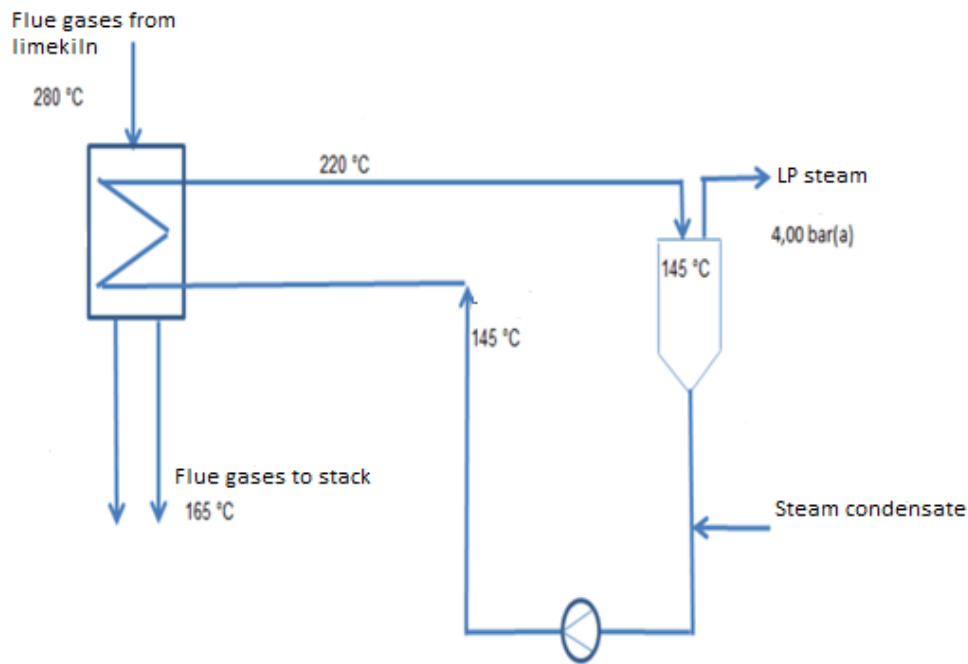 Flue gases from
limekiln
280 °C
220 °C
LP steam
4,00 bar(a)
145 °C
145 °C
Flue gases to stack
165 °C
Steam condensate